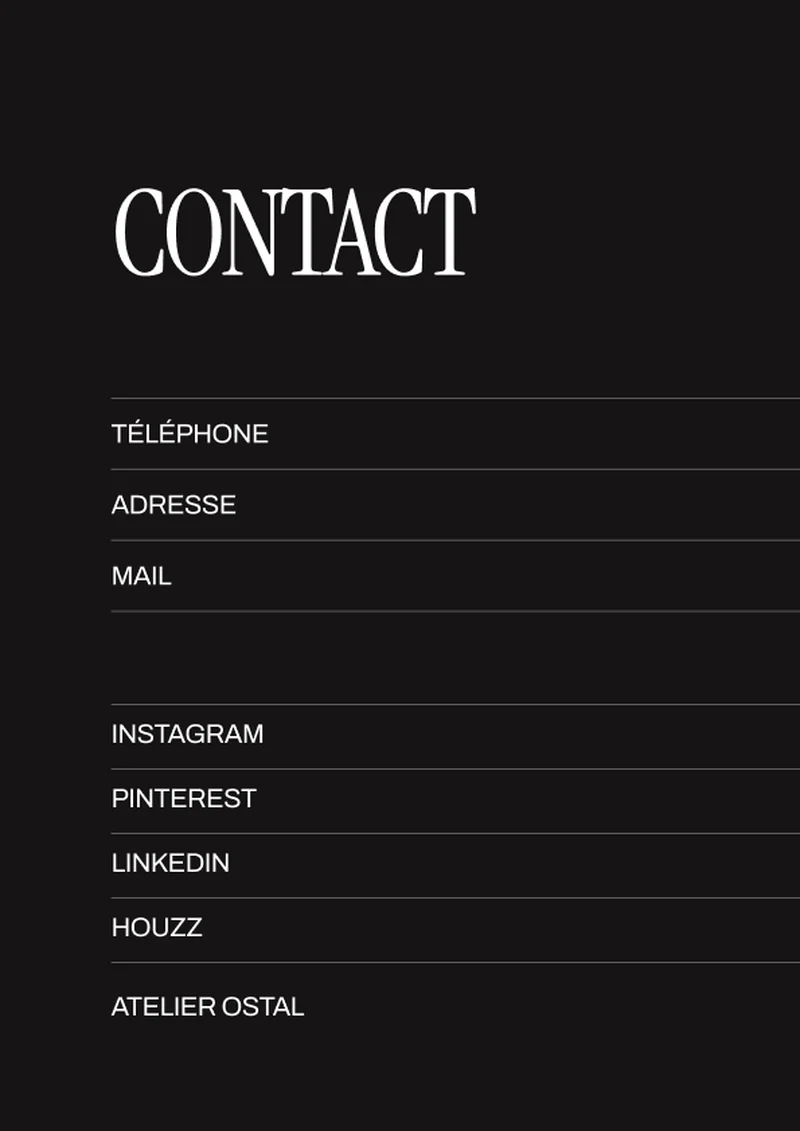 CONTACT
TÉLÉPHONE
ADRESSE
MAIL
INSTAGRAM
PINTEREST
LINKEDIN
HOUZZ
ATELIER OSTAL